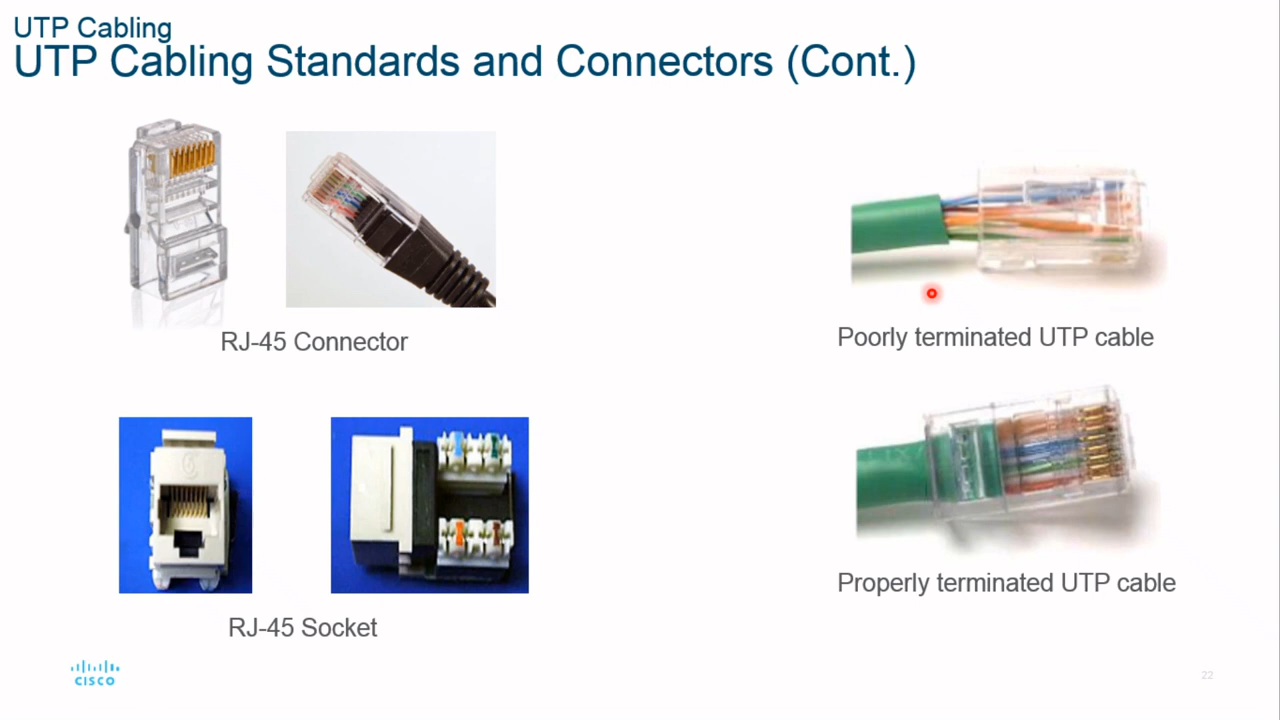 UTP Cabling
UTP Cabling Standards and Connectors (Cont.)
RJ-45 Connector
Poorly terminated UTP cable
Properly terminated UTP cable
RJ-45 Socket
CISCO
22